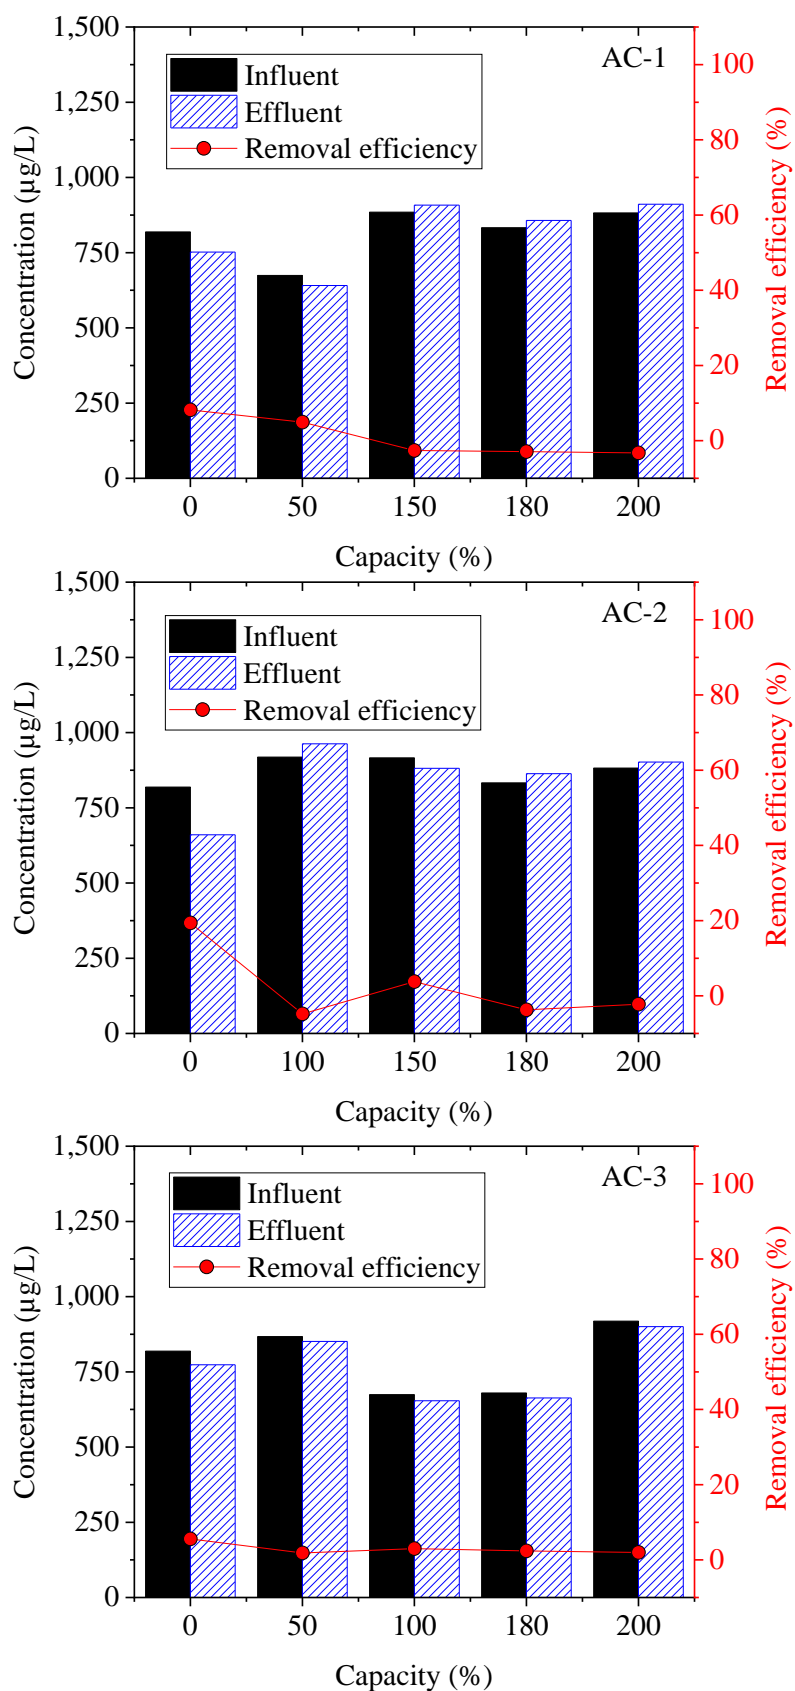 1,500
1,250
1,000
750
500
250
0
Concentration (µg/L)
AC-1
Influent
Effluent
Removal efficiency
100
80
60
40
20
0
Removal efficiency (%)
0 50 150 180 200
Capacity (%)
1,500
1,250
1,000
750
500
250
0
Concentration (µg/L)
AC-2
Influent
Effluent
Removal efficiency
100
80
60
40
20
0
Removal efficiency (%)
0 100 150 180 200
Capacity (%)
1,500
1,250
1,000
750
500
250
0
Concentration (µg/L)
AC-3
Influent
Effluent
Removal efficiency
100
80
60
40
20
0
Removal efficiency (%)
0 50 100 180 200
Capacity (%)